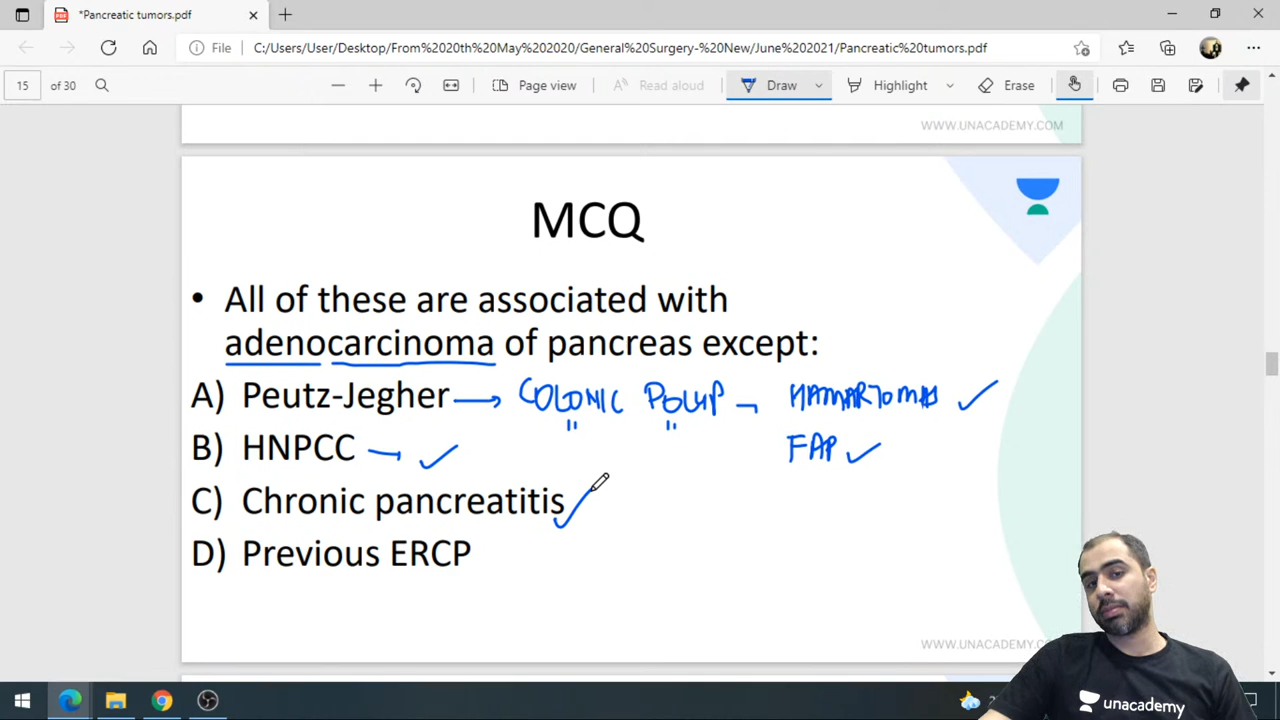 *Pancreatic tumors.pdf
File C:/Users/User/Desktop/From%2020th%20May%202020/General%20Surgery-%20New/June%202021/Pancreatic%20tumors.pdf
15 of 30 Page view Read aloud Draw Highlight Erase
WWW.UNACADEMY.COM
MCQ
• All of these are associated with
adenocarcinoma of pancreas except:
A) Peutz-Jegher → COLONIC POLYP HAMARTOMAS ✓
B) HNPCC → ✓ FAP ✓
C) Chronic pancreatitis ✓
D) Previous ERCP
WWW.
unacademy